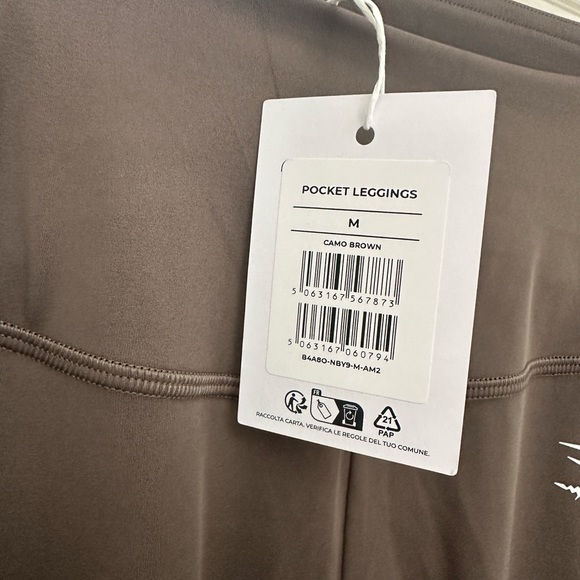 POCKET LEGGINGS
M
CAMO BROWN
5 063167 567873
5 063167 060794
B4A8O-NBY9-M-AM2
FR
21
PAP
RACCOLTA CARTA. VERIFICA LE REGOLE DEL TUO COMUNE.